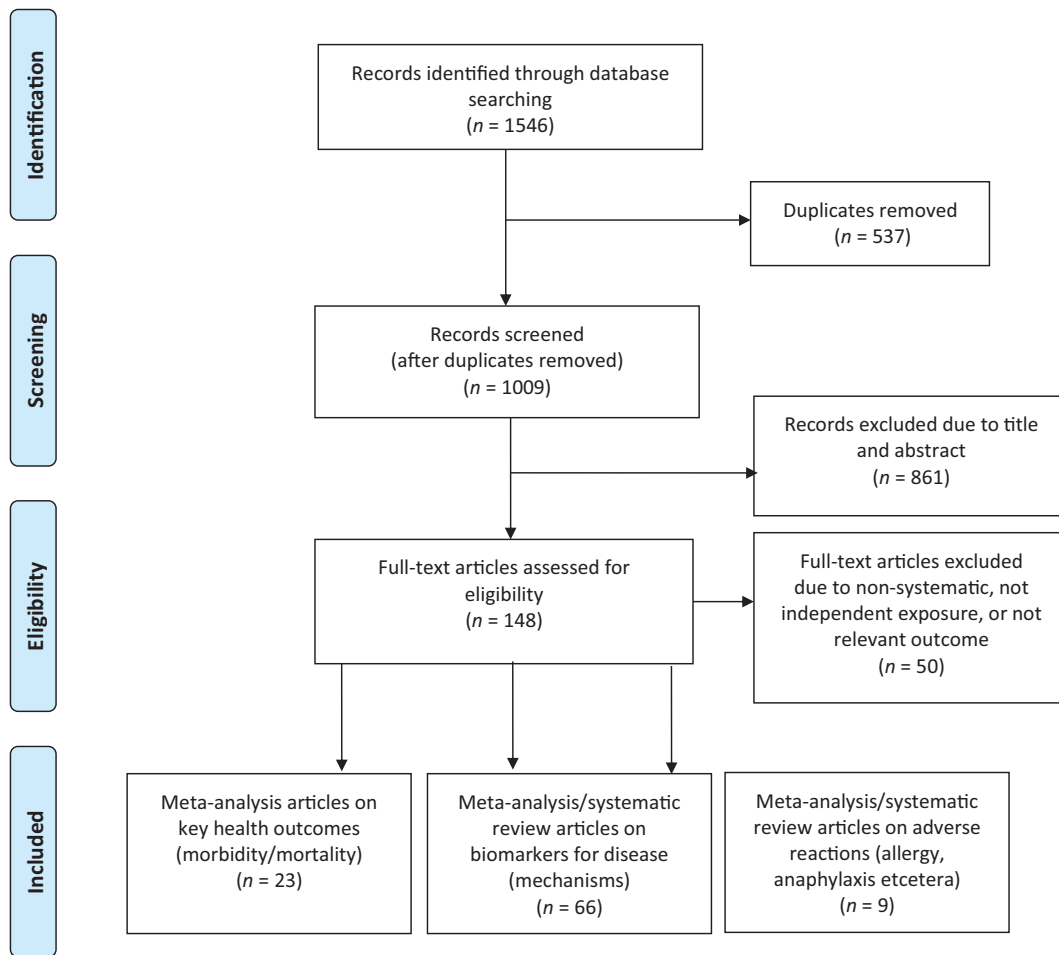 Identification
Records identified through database
searching
(n = 1546)
Duplicates removed
(n = 537)
Screening
Records screened
(after duplicates removed)
(n = 1009)
Records excluded due to title
and abstract
(n = 861)
Eligibility
Full-text articles assessed for
eligibility
(n = 148)
Full-text articles excluded
due to non-systematic, not
independent exposure, or not
relevant outcome
(n = 50)
Included
Meta-analysis articles on
key health outcomes
(morbidity/mortality)
(n = 23)
Meta-analysis/systematic
review articles on
biomarkers for disease
(mechanisms)
n = 66)
Meta-analysis/systematic
review articles on adverse
reactions (allergy,
anaphylaxis etcetera)
(n = 9)